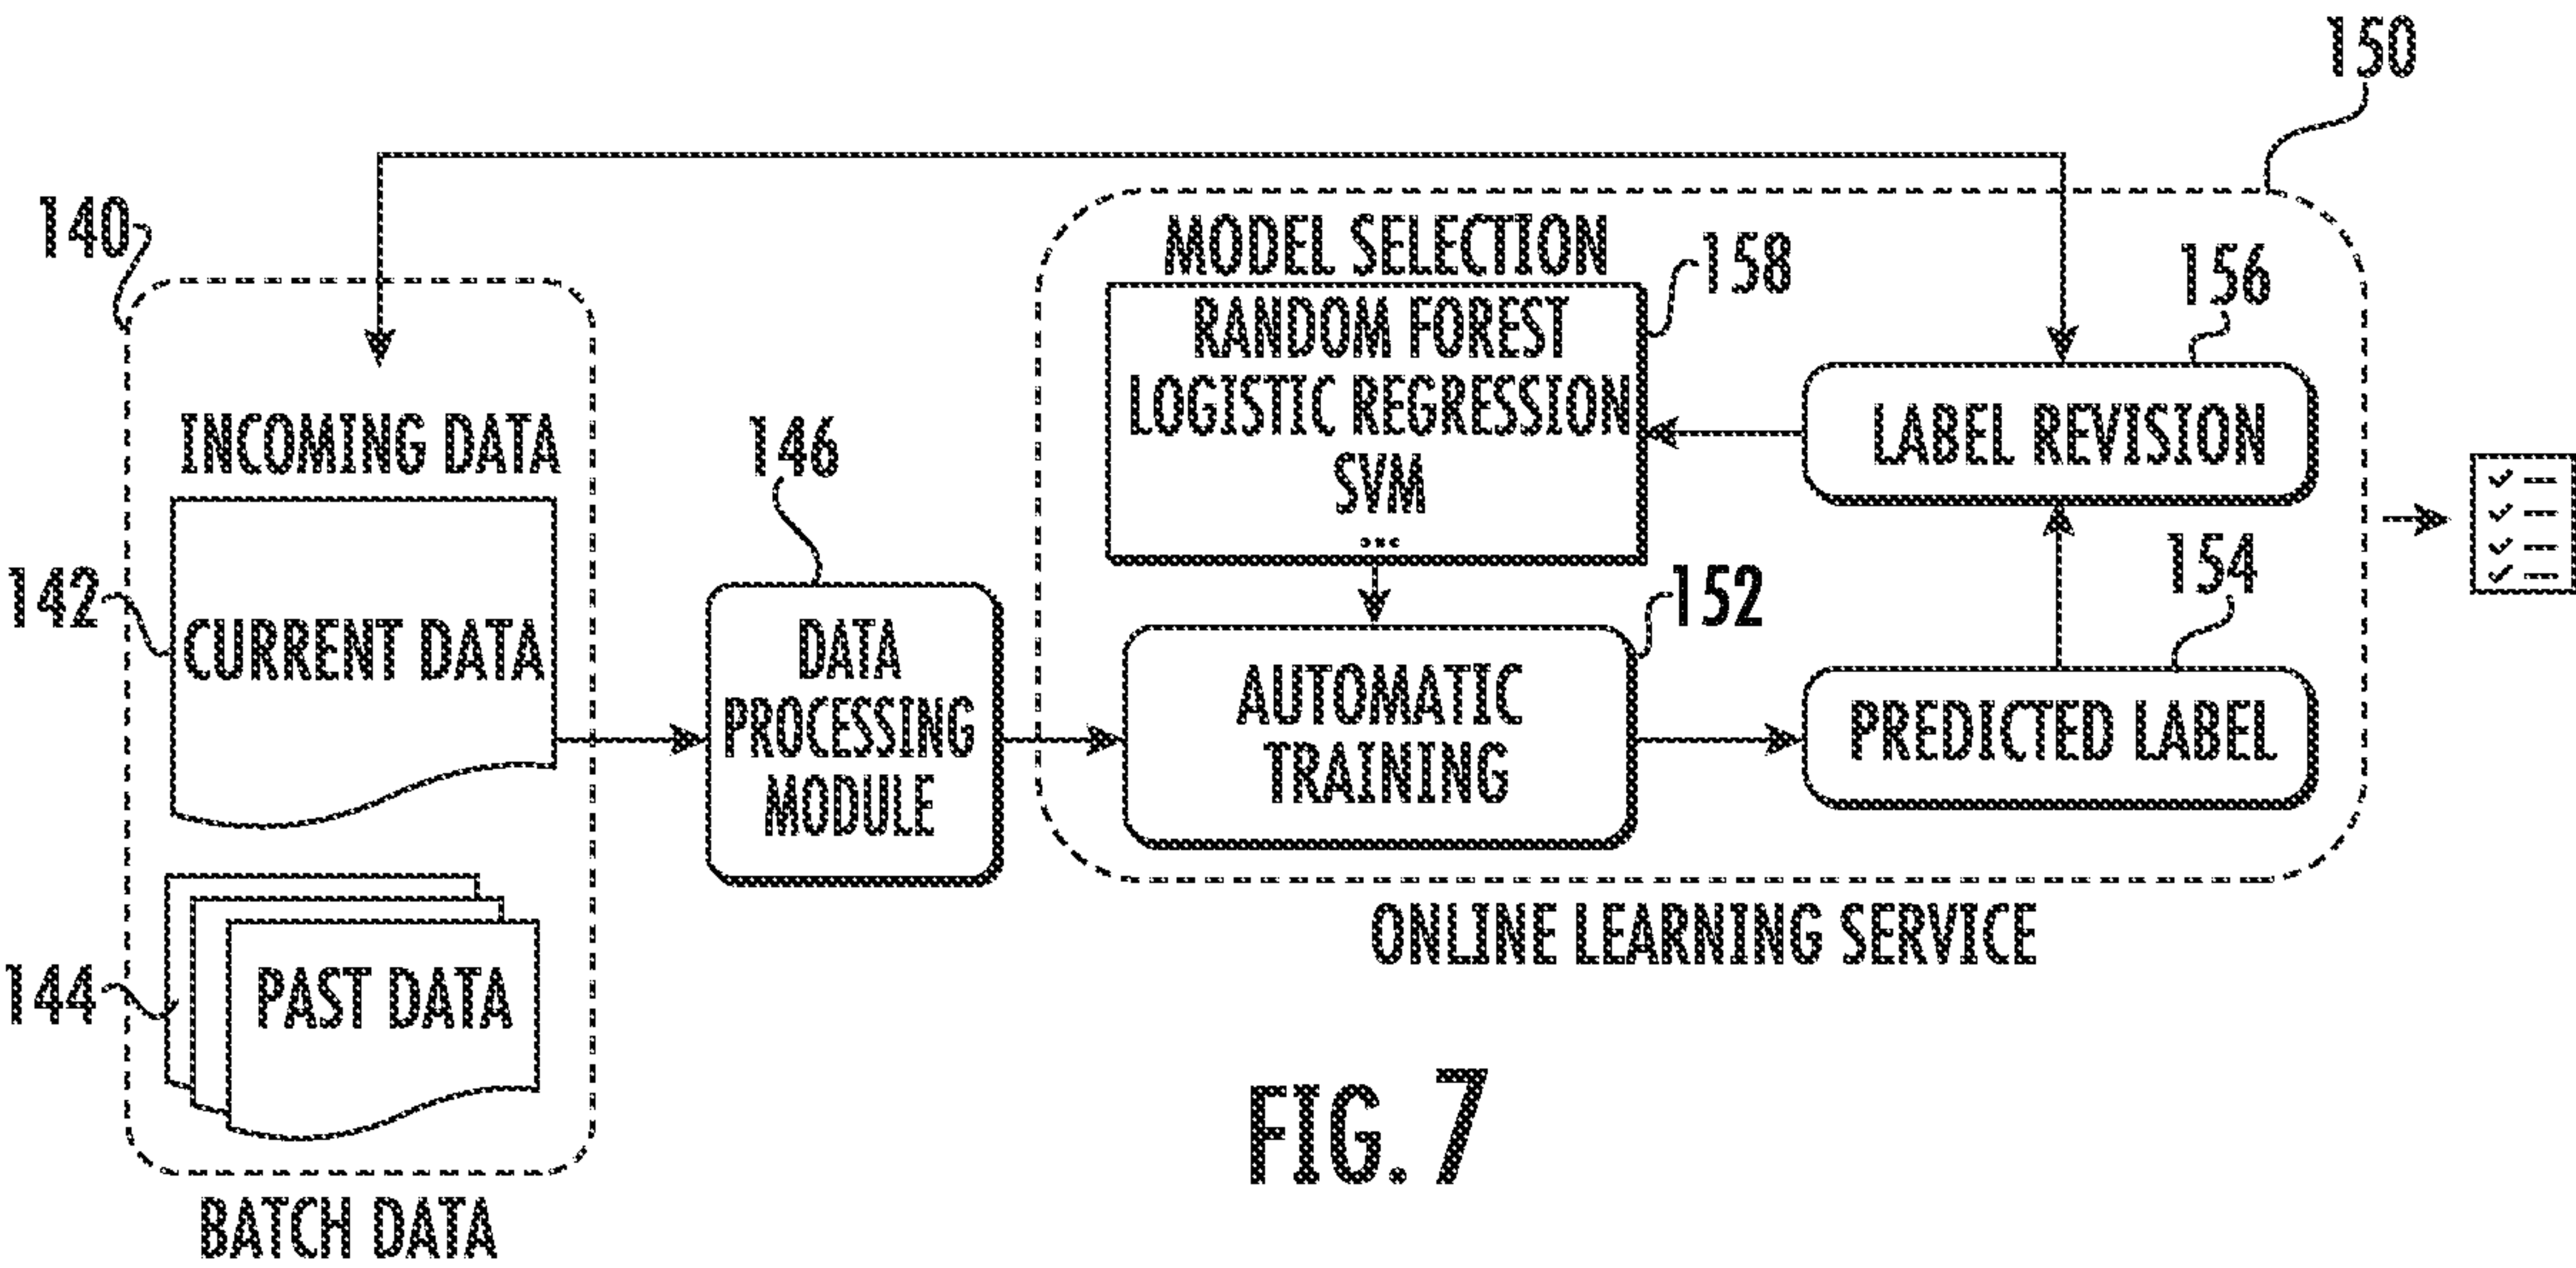 150
140
INCOMING DATA
142
CURRENT DATA
144
PAST DATA
BATCH DATA
146
DATA
PROCESSING
MODULE
MODEL SELECTION
158
RANDOM FOREST
LOGISTIC REGRESSION
SVM
...
152
AUTOMATIC
TRAINING
156
LABEL REVISION
154
PREDICTED LABEL
ONLINE LEARNING SERVICE
FIG. 7